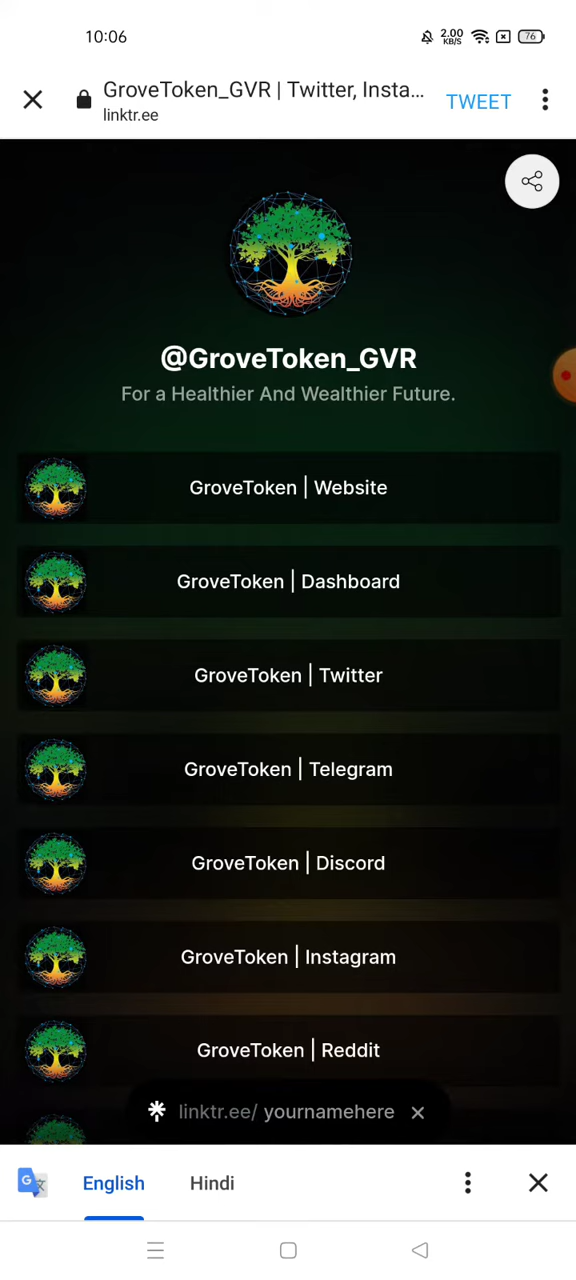 10:06
2.00
KB/S
76
GroveToken_GVR | Twitter, Insta...
linktr.ee
TWEET
@GroveToken_GVR
For a Healthier And Wealthier Future.
GroveToken | Website
GroveToken | Dashboard
GroveToken | Twitter
GroveToken | Telegram
GroveToken | Discord
GroveToken | Instagram
GroveToken | Reddit
linktr.ee/ yournamehere
G
English
Hindi